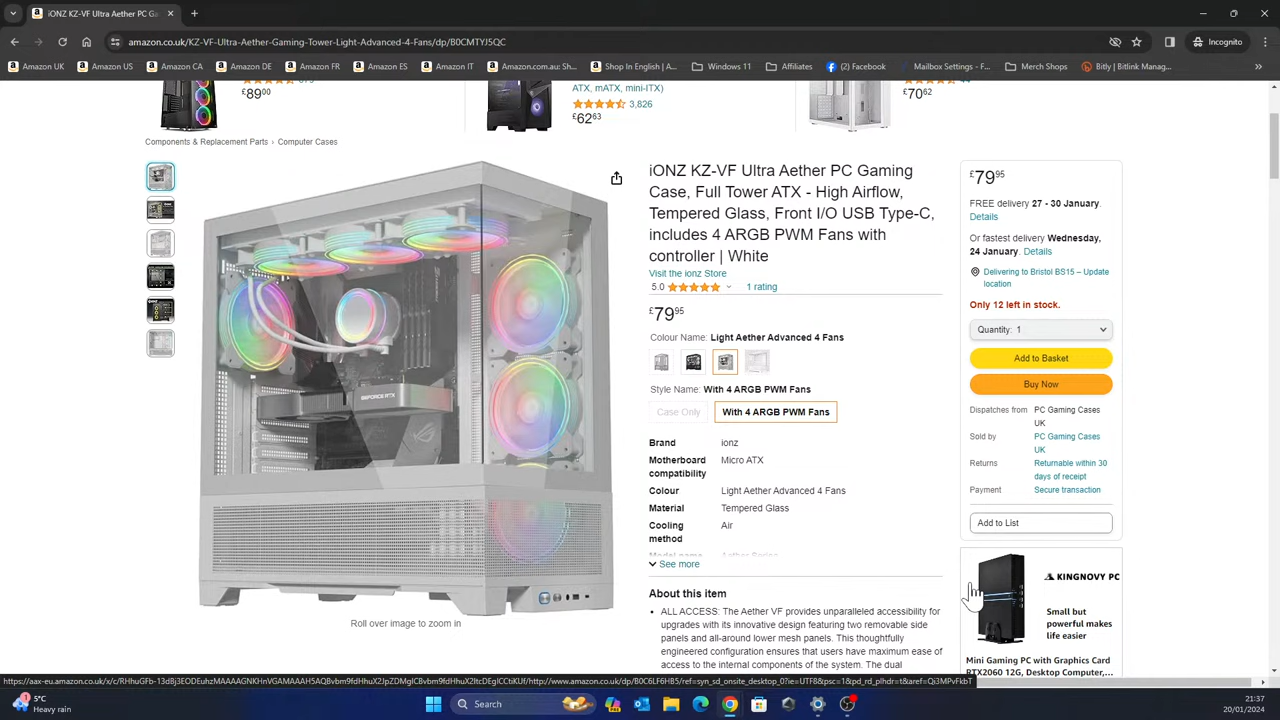 iONZ KZ-VF Ultra Aether PC Ga
amazon.co.uk/KZ-VF-Ultra-Aether-Gaming-Tower-Light-Advanced-4-Fans/dp/B0CMTYJ5QC
Incognito
Amazon UK
Amazon US
Amazon CA
Amazon DE
Amazon FR
Amazon ES
Amazon IT
Amazon.com.au: Sh...
Shop In English | A...
Windows 11
Affiliates
(2) Facebook
Mailbox Settings - F...
Merch Shops
Bitly | Bitlink Manag...
£89.00
ATX, mATX, mini-ITX)
3,826
£62.63
44
£70.62
Components & Replacement Parts › Computer Cases
iONZ KZ-VF Ultra Aether PC Gaming
Case, Full Tower ATX - High Airflow,
Tempered Glass, Front I/O USB Type-C,
includes 4 ARGB PWM Fans with
controller | White
Visit the ionz Store
5.0
1 rating
£79.95
Colour Name: Light Aether Advanced 4 Fans
Style Name: With 4 ARGB PWM Fans
Case Only
With 4 ARGB PWM Fans
Brand ionz
Motherboard Micro ATX
compatibility
Colour Light Aether Advanced 4 Fans
Material Tempered Glass
Cooling Air
method
Model name Aether Series
See more
About this item
• ALL ACCESS: The Aether VF provides unparalleled accessibility for
upgrades with its innovative design featuring two removable side
panels and all-around lower mesh panels. This thoughtfully
engineered configuration ensures that users have maximum ease of
access to the internal components of the system. The dual
GEFORCE RTX
Roll over image to zoom in
£79.95
FREE delivery 27 - 30 January.
Details
Or fastest delivery Wednesday,
24 January. Details
Delivering to Bristol BS15 – Update
location
Only 12 left in stock.
Quantity: 1
Add to Basket
Buy Now
Dispatches from PC Gaming Cases
UK
Sold by PC Gaming Cases
UK
Returns Returnable within 30
days of receipt
Payment Secure transaction
Add to List
KINGNOVY PC
Small but
powerful makes
life easier
Mini Gaming PC with Graphics Card
RTX2060 12G, Desktop Computer,...
5°C
Heavy rain
Search
21:37
20/01/2024